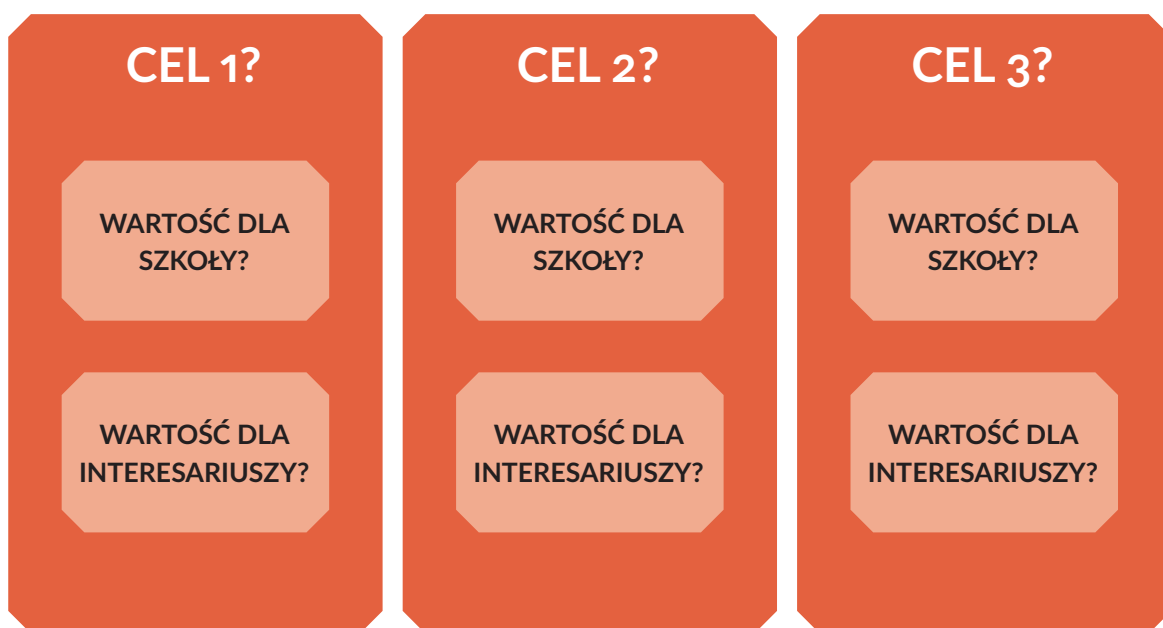 CEL 1?
WARTOŚĆ DLA
SZKOŁY?
WARTOŚĆ DLA
INTERESARIUSZY?
CEL 2?
WARTOŚĆ DLA
SZKOŁY?
WARTOŚĆ DLA
INTERESARIUSZY?
CEL 3?
WARTOŚĆ DLA
SZKOŁY?
WARTOŚĆ DLA
INTERESARIUSZY?